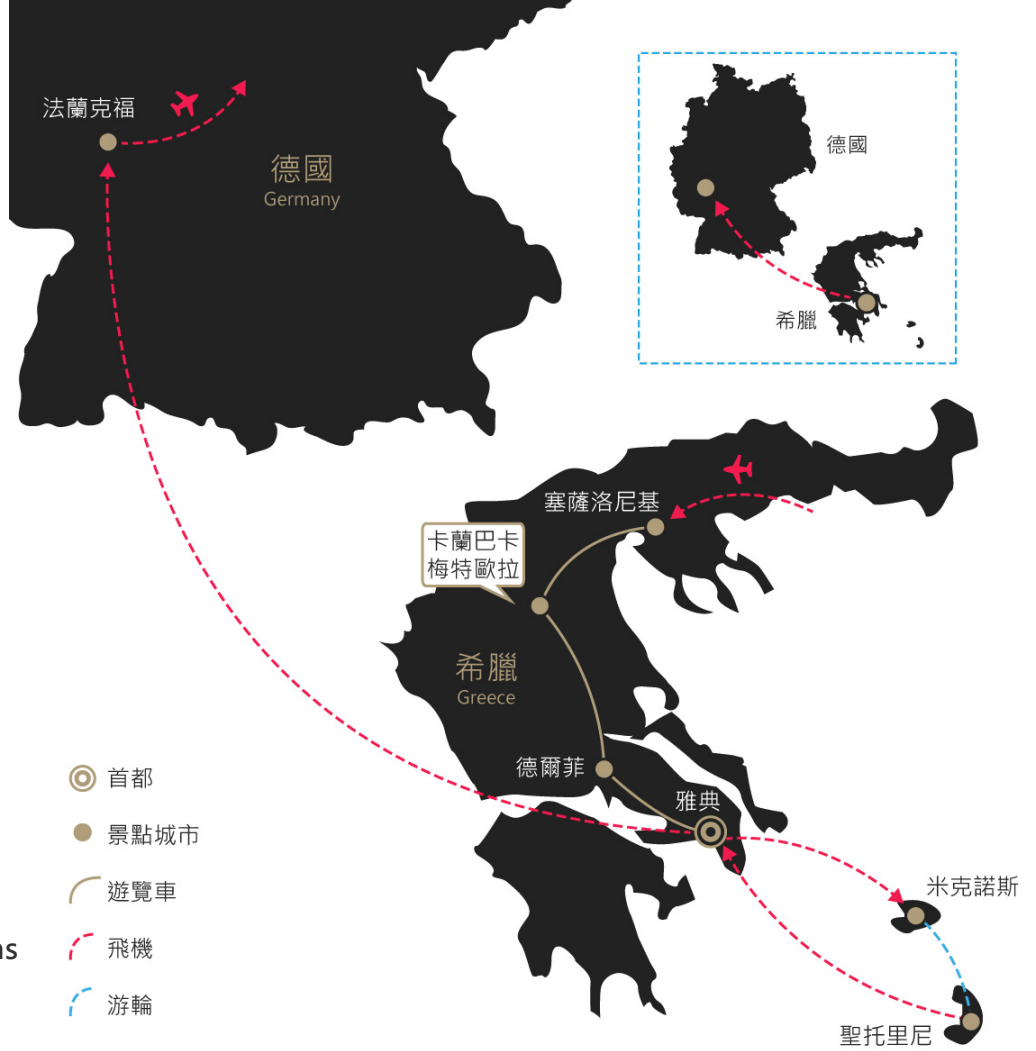 法蘭克福
德國
Germany
德國
希臘
塞薩洛尼基
卡蘭巴卡
梅特歐拉
希臘
Greece
德爾菲
雅典
米克諾斯
聖托里尼
首都
景點城市
遊覽車
飛機
游輪